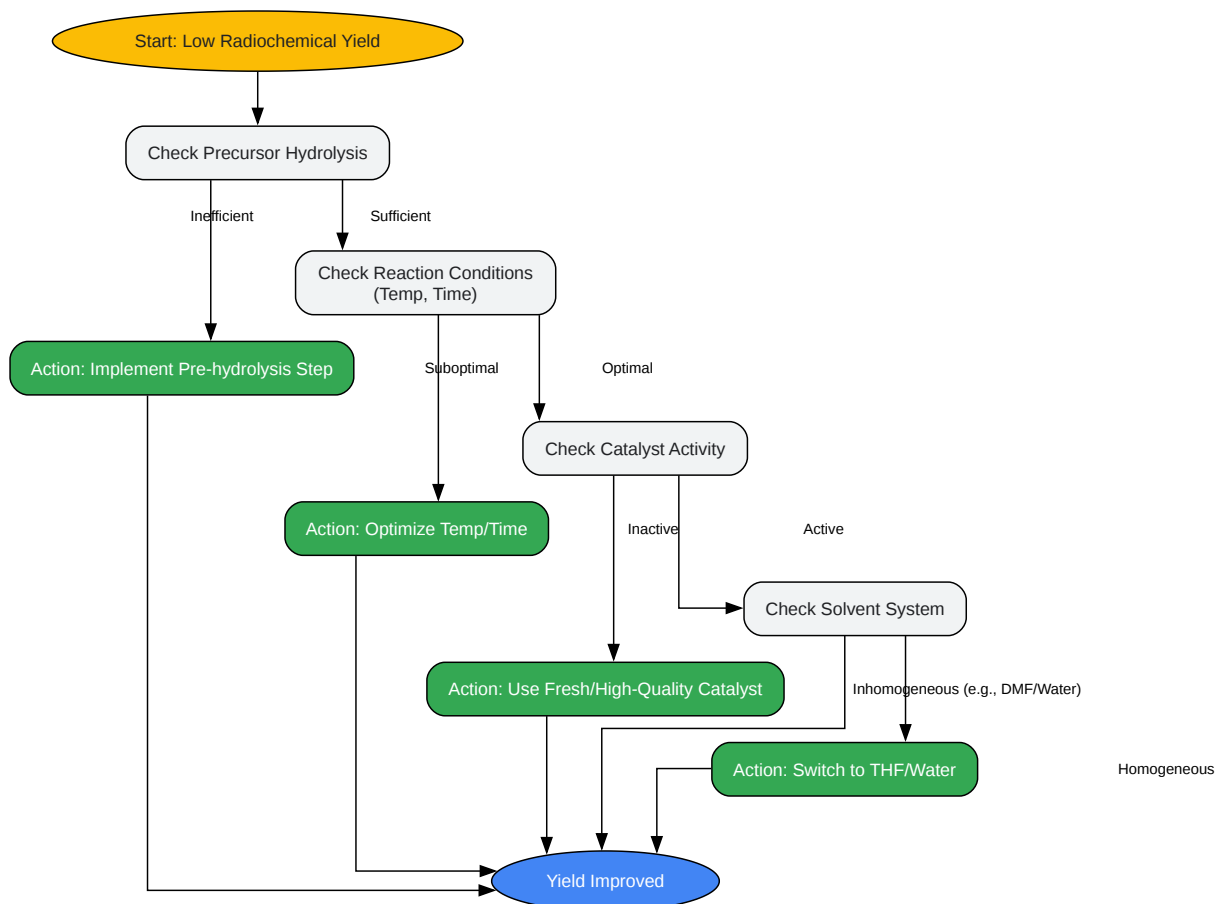 Start: Low Radiochemical Yield
Check Precursor Hydrolysis
Inefficient
Sufficient
Check Reaction Conditions
(Temp, Time)
Action: Implement Pre-hydrolysis Step
Suboptimal
Optimal
Check Catalyst Activity
Action: Optimize Temp/Time
Inactive
Active
Check Solvent System
Action: Use Fresh/High-Quality Catalyst
Inhomogeneous (e.g., DMF/Water)
Action: Switch to THF/Water
Homogeneous
Yield Improved